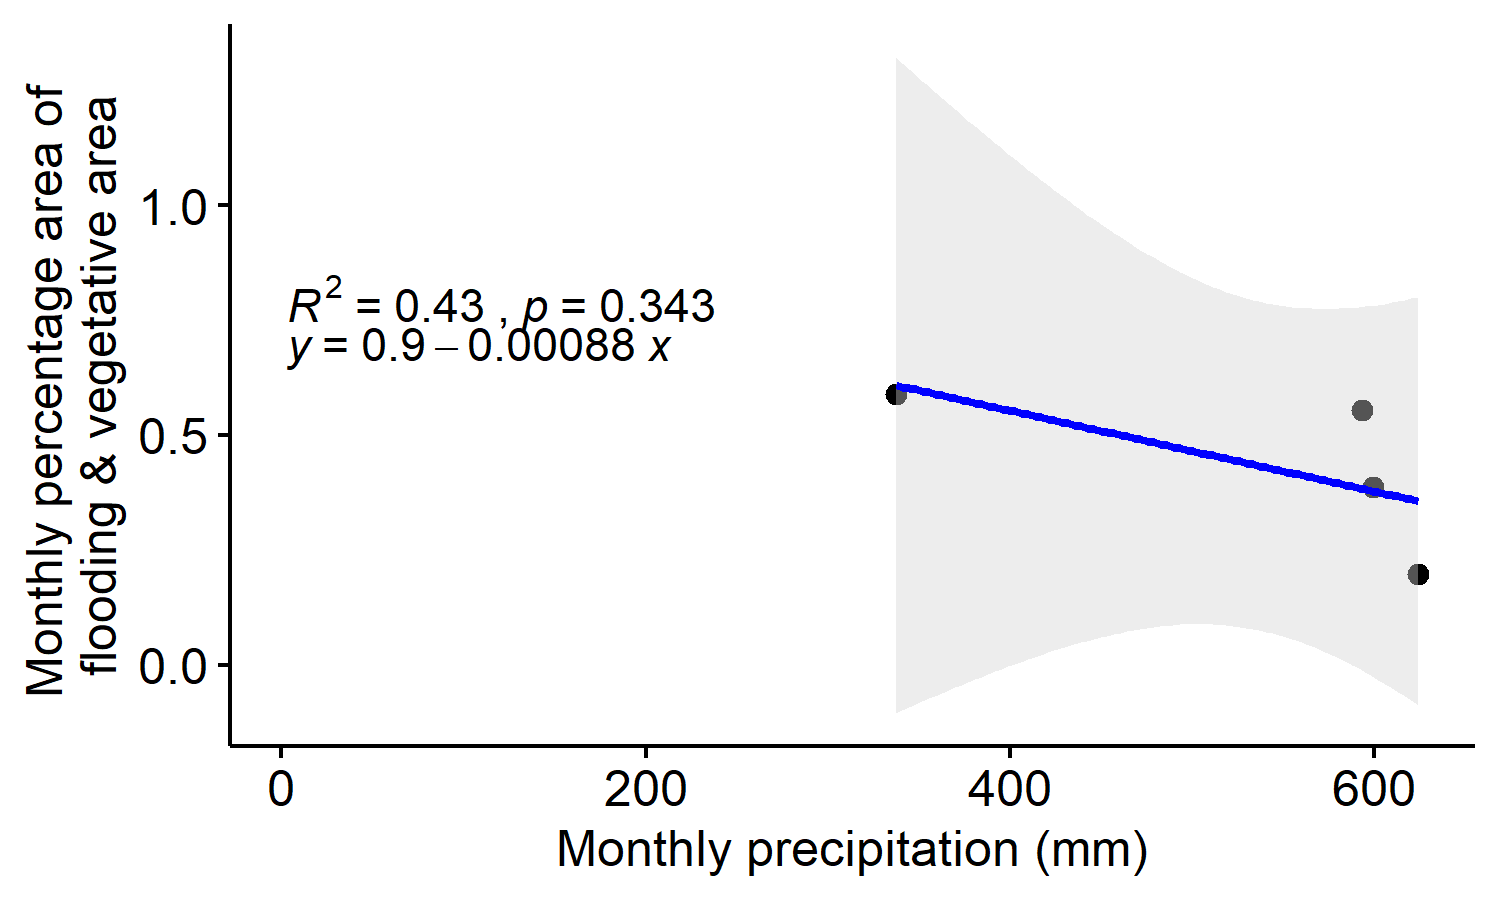 Monthly percentage area of
flooding & vegetative area
1.0
0.5
0.0
R² = 0.43 , p = 0.343
y = 0.9 – 0.00088 x
0 200 400 600
Monthly precipitation (mm)